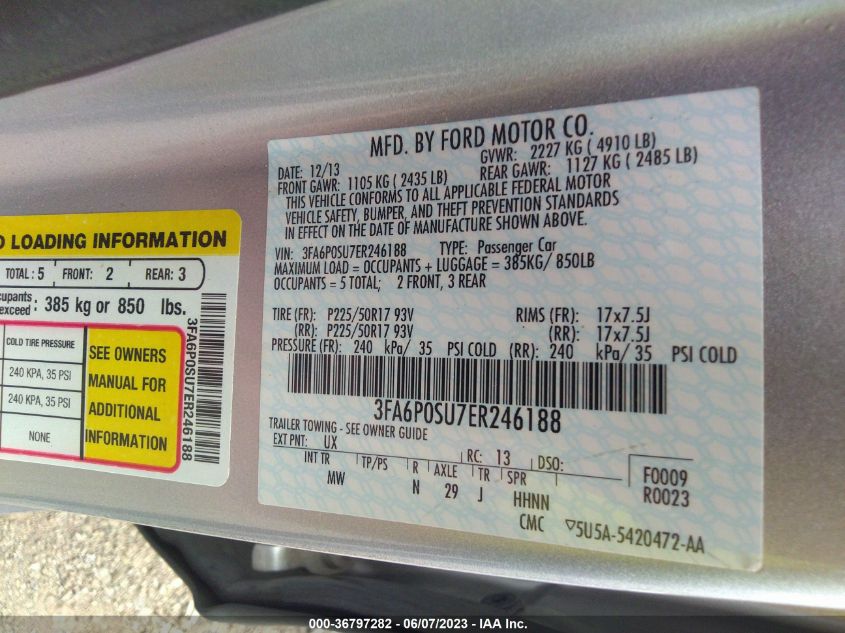 D LOADING INFORMATION
TOTAL : 5 FRONT: 2 REAR: 3
cupants
exceed : 385 kg or 850 lbs.
COLD TIRE PRESSURE
240 KPA, 35 PSI
240 KPA, 35 PSI
NONE
SEE OWNERS
MANUAL FOR
ADDITIONAL
INFORMATION
3FA6P0SU7ER246188
MFD. BY FORD MOTOR CO.
DATE: 12/13 GVWR: 2227 KG ( 4910 LB)
FRONT GAWR: 1105 KG ( 2435 LB) REAR GAWR: 1127 KG ( 2485 LB)
THIS VEHICLE CONFORMS TO ALL APPLICABLE FEDERAL MOTOR
VEHICLE SAFETY, BUMPER, AND THEFT PREVENTION STANDARDS
IN EFFECT ON THE DATE OF MANUFACTURE SHOWN ABOVE.
VIN: 3FA6P0SU7ER246188 TYPE: Passenger Car
MAXIMUM LOAD = OCCUPANTS + LUGGAGE = 385KG/ 850LB
OCCUPANTS = 5 TOTAL; 2 FRONT, 3 REAR
TIRE (FR): P225/50R17 93V RIMS (FR): 17x7.5J
(RR): P225/50R17 93V (RR): 17x7.5J
PRESSURE (FR): 240 kPa/ 35 PSI COLD (RR): 240 kPa/ 35 PSI COLD
3FA6P0SU7ER246188
TRAILER TOWING - SEE OWNER GUIDE
EXT PNT: UX RC: 13 DSO:
INT TR TP/PS R AXLE TR SPR
MW N 29 J HHNN
F0009
R0023
CMC ▽5U5A-5420472-AA
000-36797282 - 06/07/2023 - IAA Inc.